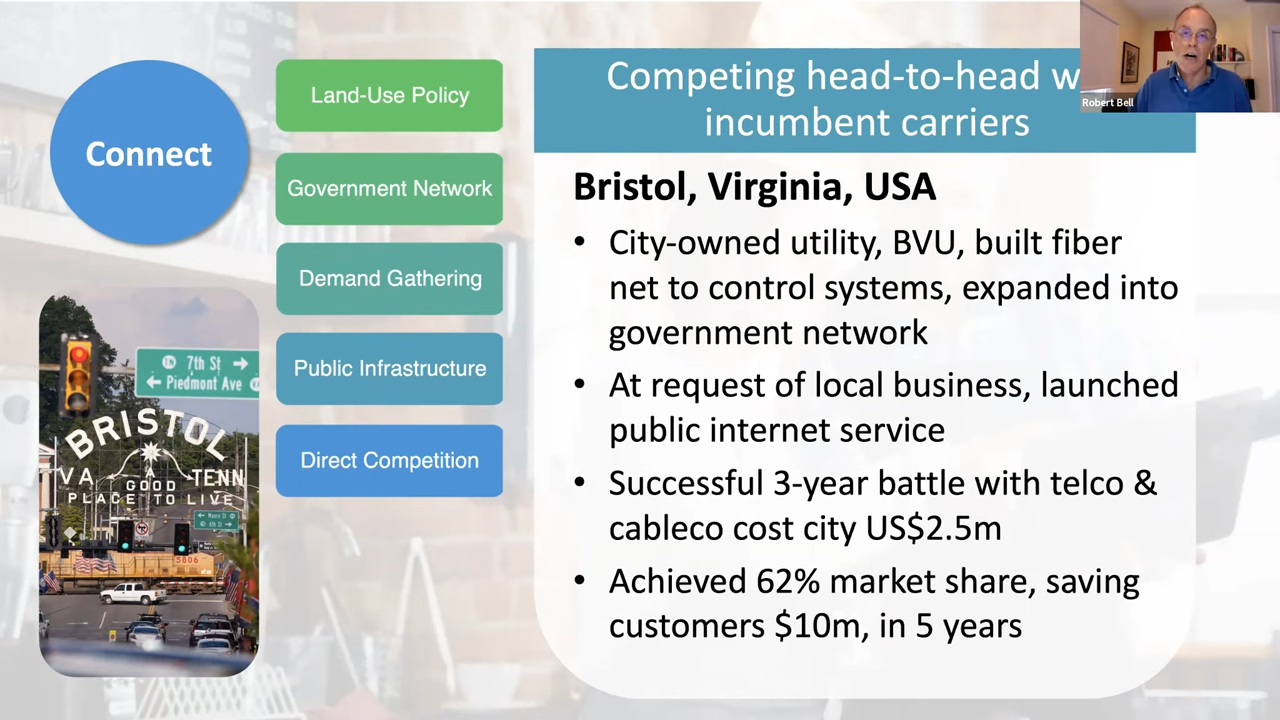 Connect
Land-Use Policy
Government Network
Demand Gathering
Public Infrastructure
Direct Competition
Competing head-to-head w
incumbent carriers
Robert Bell
Bristol, Virginia, USA
• City-owned utility, BVU, built fiber
net to control systems, expanded into
government network
• At request of local business, launched
public internet service
• Successful 3-year battle with telco &
cableco cost city US$2.5m
• Achieved 62% market share, saving
customers $10m, in 5 years
7th St
Piedmont Ave
BRISTOL
VA TENN
A
GOOD
PLACE TO LIVE
5806